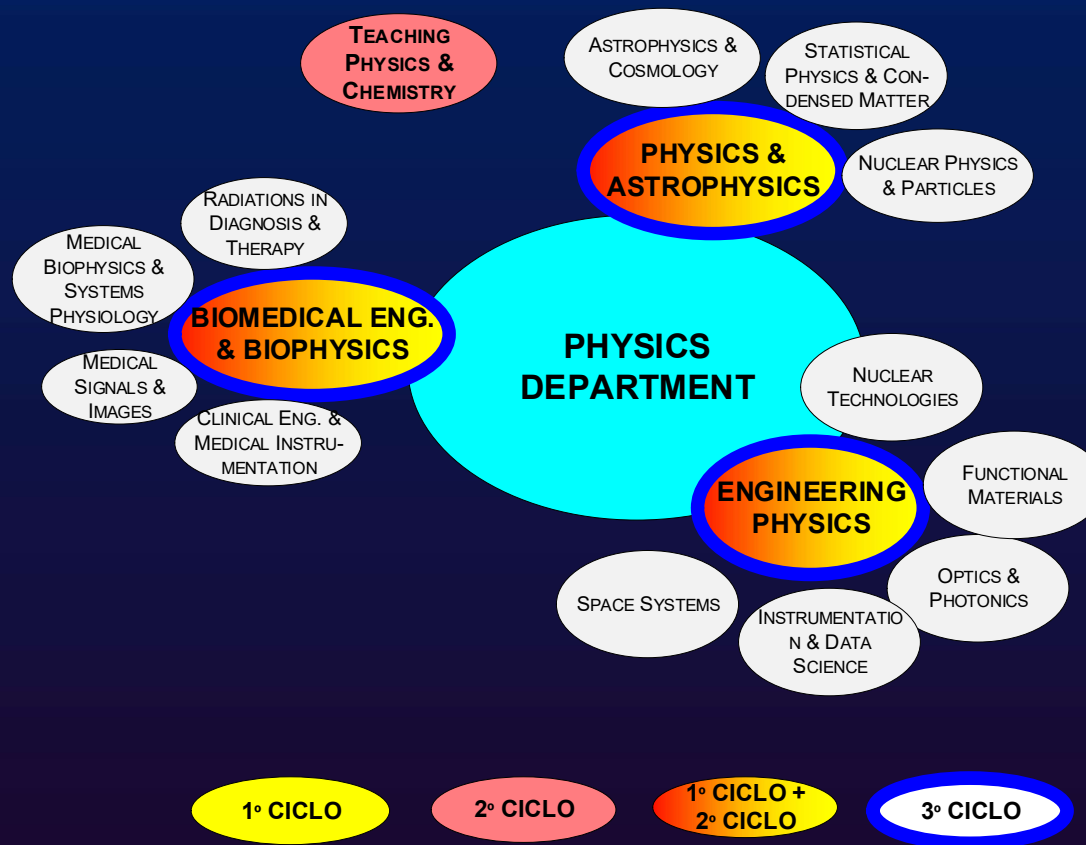 TEACHING
PHYSICS &
CHEMISTRY
ASTROPHYSICS &
COSMOLOGY
STATISTICAL
PHYSICS & CON-
DENSED MATTER
PHYSICS &
ASTROPHYSICS
NUCLEAR PHYSICS
& PARTICLES
RADIATIONS IN
DIAGNOSIS &
THERAPY
MEDICAL
BIOPHYSICS &
SYSTEMS
PHYSIOLOGY
BIOMEDICAL ENG.
& BIOPHYSICS
MEDICAL
SIGNALS &
IMAGES
CLINICAL ENG. &
MEDICAL INSTRU-
MENTATION
PHYSICS
DEPARTMENT
NUCLEAR
TECHNOLOGIES
ENGINEERING
PHYSICS
FUNCTIONAL
MATERIALS
OPTICS &
PHOTONICS
SPACE SYSTEMS
INSTRUMENTATIO
N & DATA
SCIENCE
1º CICLO
2º CICLO
1º CICLO +
2º CICLO
3º CICLO